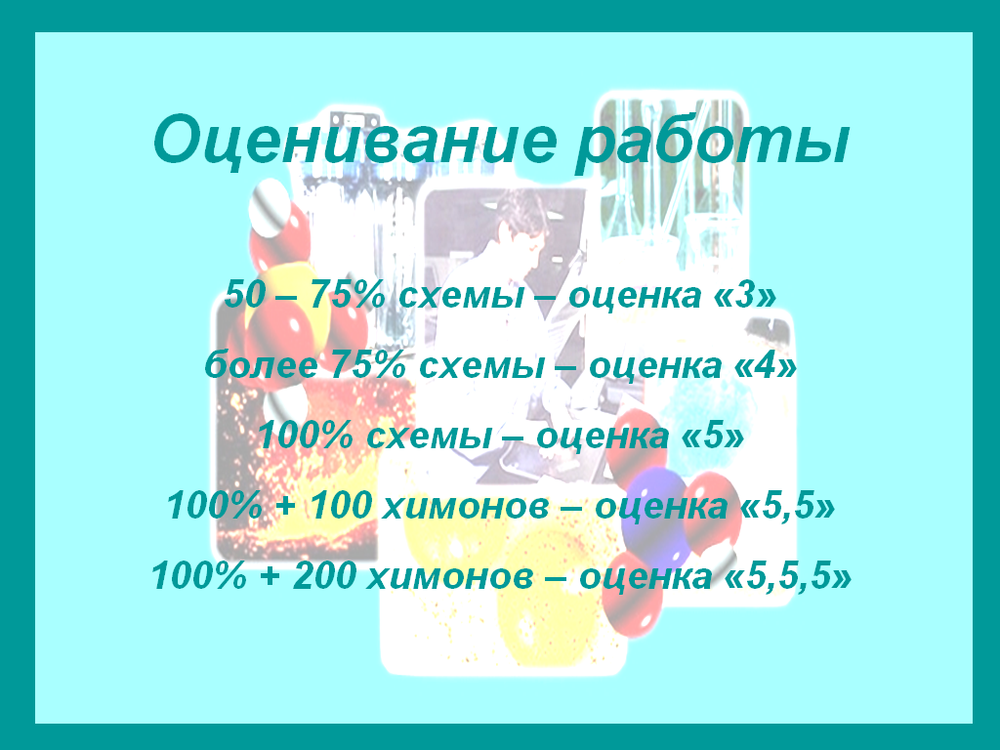 Оценивание работы
50 – 75% схемы – оценка «3»
более 75% схемы – оценка «4»
100% схемы – оценка «5»
100% + 100 химонов – оценка «5,5»
100% + 200 химонов – оценка «5,5,5»